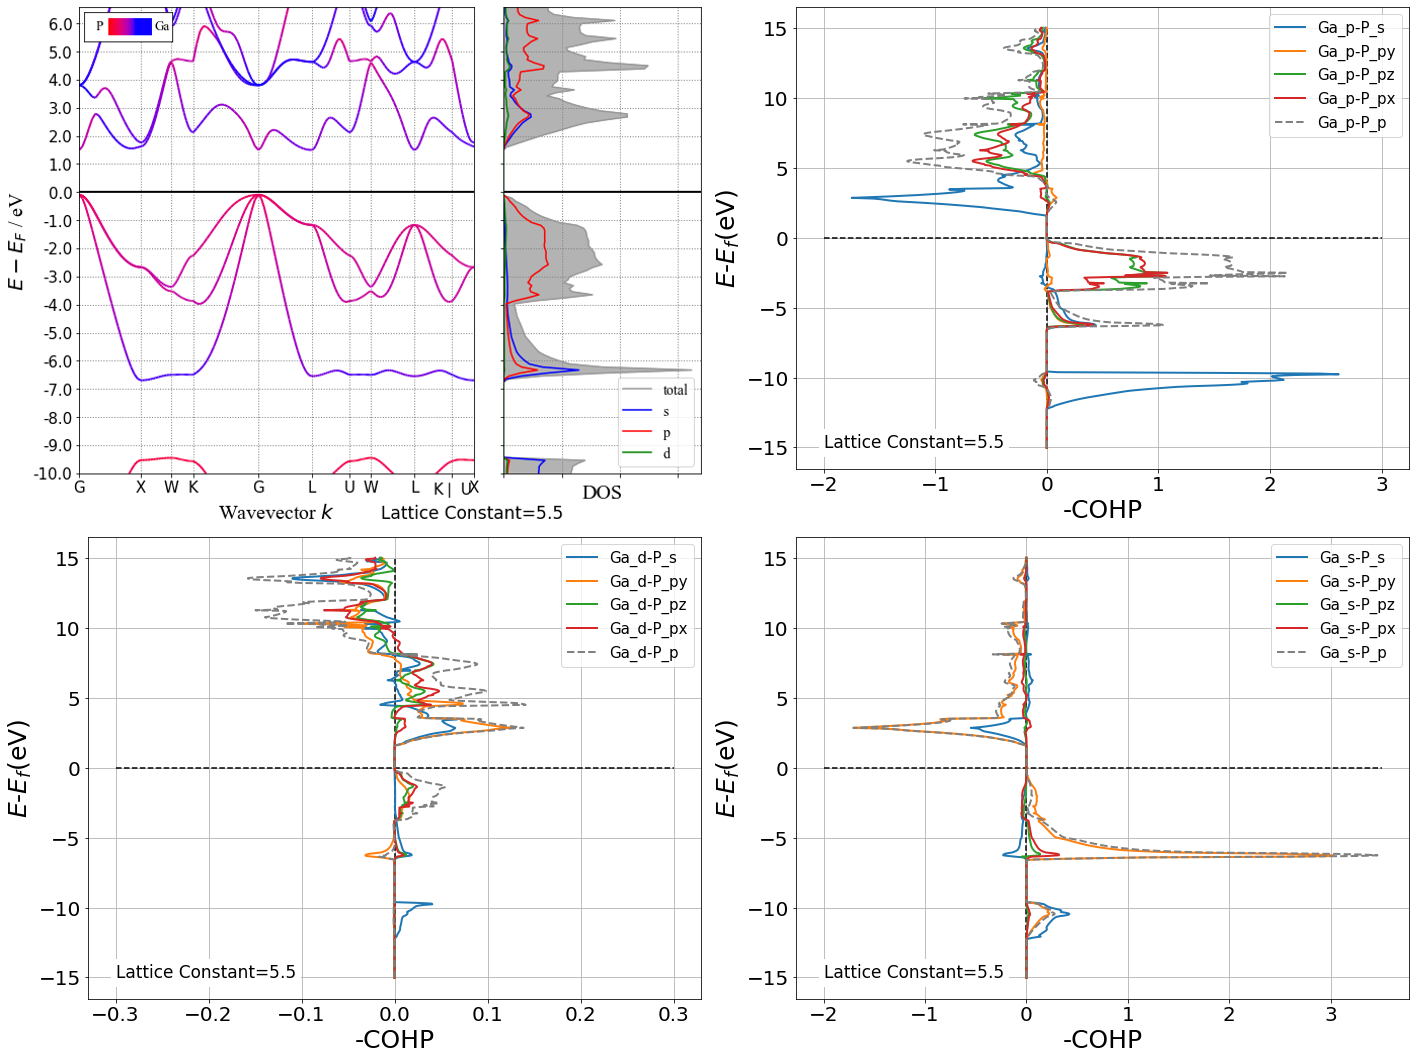 P Ga
6.0
5.0
4.0
3.0
2.0
1.0
0.0
-1.0
-2.0
-3.0
-4.0
-5.0
-6.0
-7.0
-8.0
-9.0
-10.0
E − E_F / eV
G X W K G L U W L K | U X
Wavevector k
Lattice Constant=5.5
total
s
p
d
DOS
15
10
5
0
−5
−10
−15
E-E_f(eV)
Ga_p-P_s
Ga_p-P_py
Ga_p-P_pz
Ga_p-P_px
Ga_p-P_p
Lattice Constant=5.5
−2 −1 0 1 2 3
-COHP
15
10
5
0
−5
−10
−15
E-E_f(eV)
Ga_d-P_s
Ga_d-P_py
Ga_d-P_pz
Ga_d-P_px
Ga_d-P_p
Lattice Constant=5.5
−0.3 −0.2 −0.1 0.0 0.1 0.2 0.3
-COHP
15
10
5
0
−5
−10
−15
E-E_f(eV)
Ga_s-P_s
Ga_s-P_py
Ga_s-P_pz
Ga_s-P_px
Ga_s-P_p
Lattice Constant=5.5
−2 −1 0 1 2 3
-COHP